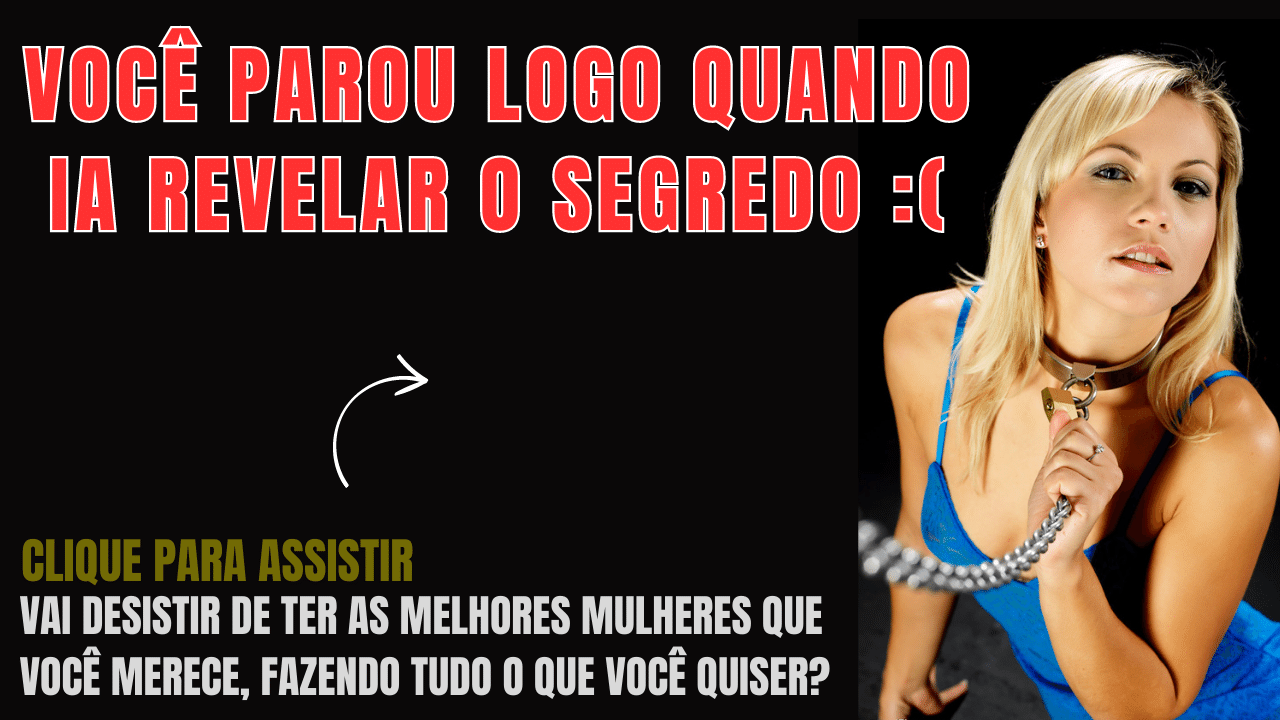 VOCÊ PAROU LOGO QUANDO
IA REVELAR O SEGREDO :(
CLIQUE PARA ASSISTIR
VAI DESISTIR DE TER AS MELHORES MULHERES QUE
VOCÊ MERECE, FAZENDO TUDO O QUE VOCÊ QUISER?